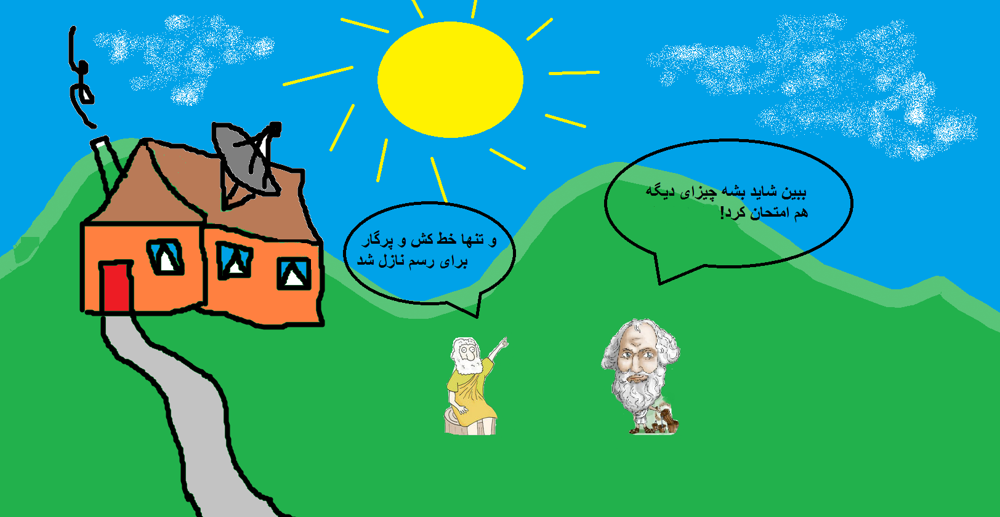 و تنها خط کش و پرگار
برای رسم نازل شد
ببین شاید بشه چیزای دیگه
هم امتحان کرد!